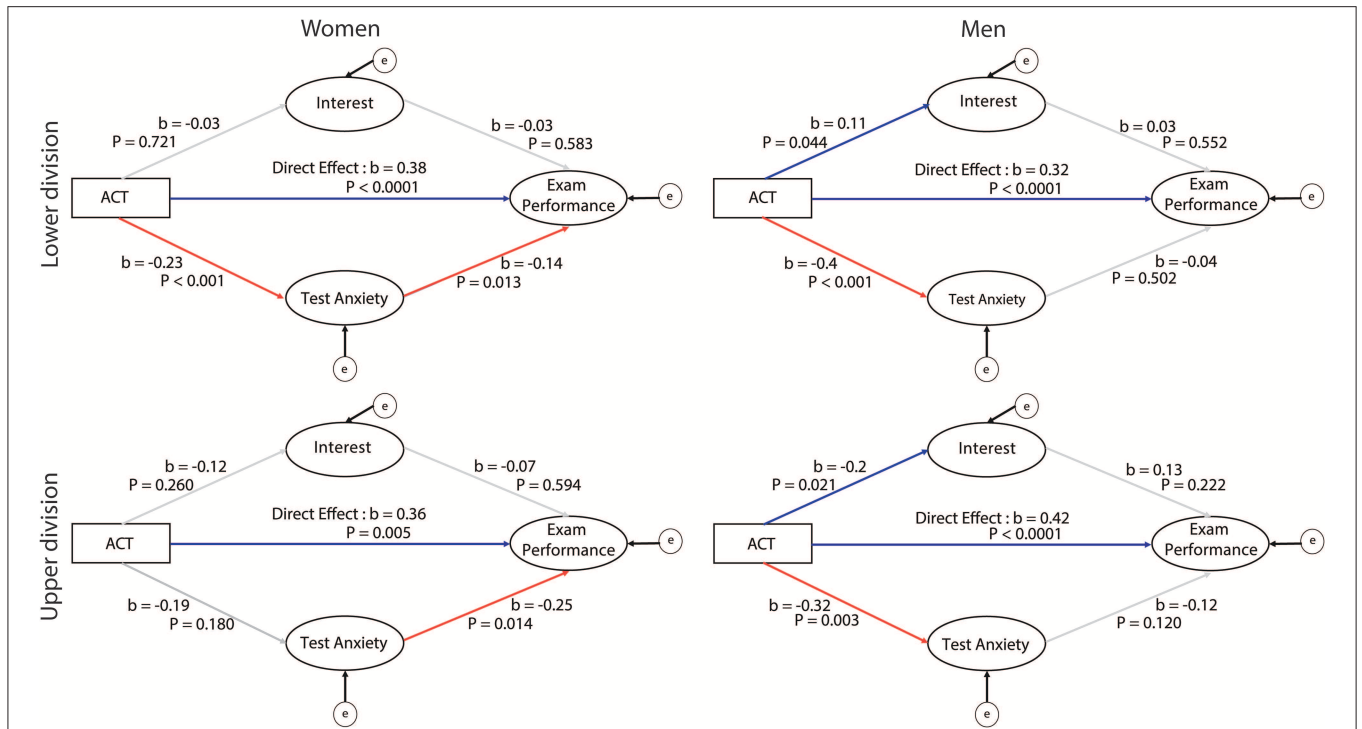 Women
Men
Lower division
e
Interest
b = -0.03
P = 0.721
b = -0.03
P = 0.583
Direct Effect : b = 0.38
P < 0.0001
ACT
Exam
Performance
e
b = -0.23
P < 0.001
b = -0.14
P = 0.013
Test Anxiety
e
e
Interest
b = 0.11
P = 0.044
b = 0.03
P = 0.552
Direct Effect : b = 0.32
P < 0.0001
ACT
Exam
Performance
e
b = -0.4
P < 0.001
b = -0.04
P = 0.502
Test Anxiety
e
Upper division
e
Interest
b = -0.12
P = 0.260
b = -0.07
P = 0.594
Direct Effect : b = 0.36
P = 0.005
ACT
Exam
Performance
e
b = -0.19
P = 0.180
b = -0.25
P = 0.014
Test Anxiety
e
e
Interest
b = -0.2
P = 0.021
b = 0.13
P = 0.222
Direct Effect : b = 0.42
P < 0.0001
ACT
Exam
Performance
e
b = -0.32
P = 0.003
b = -0.12
P = 0.120
Test Anxiety
e